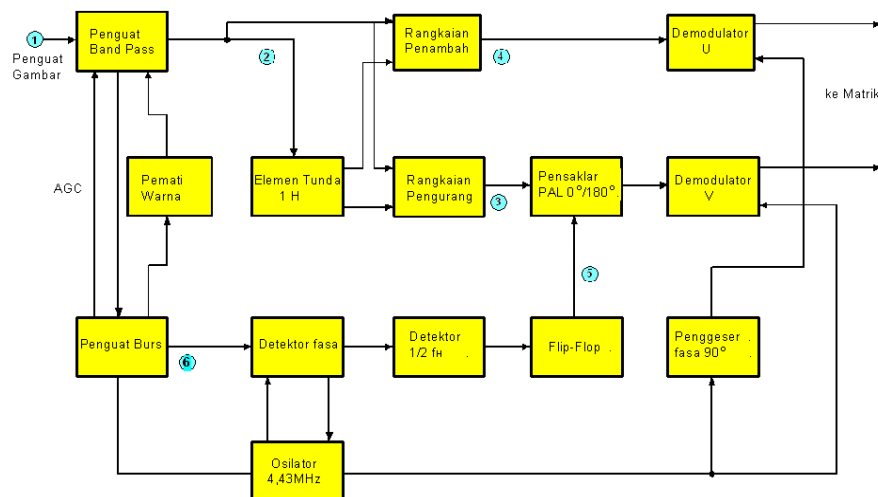 Penguat
Band Pass
1
Penguat
Gambar
2
Rangkaian
Penambah
4
Demodulator
U
ke Matrik
AGC
Pemati
Warna
Elemen Tunda
1 H
Rangkaian
Pengurang
3
Pensaklar
PAL 0°/180° .
Demodulator
V
5
Penguat Burs
6
Detektor fasa
Detektor
1/2 fH .
Flip-Flop .
Penggeser .
fasa 90° .
Osilator
4,43MHz